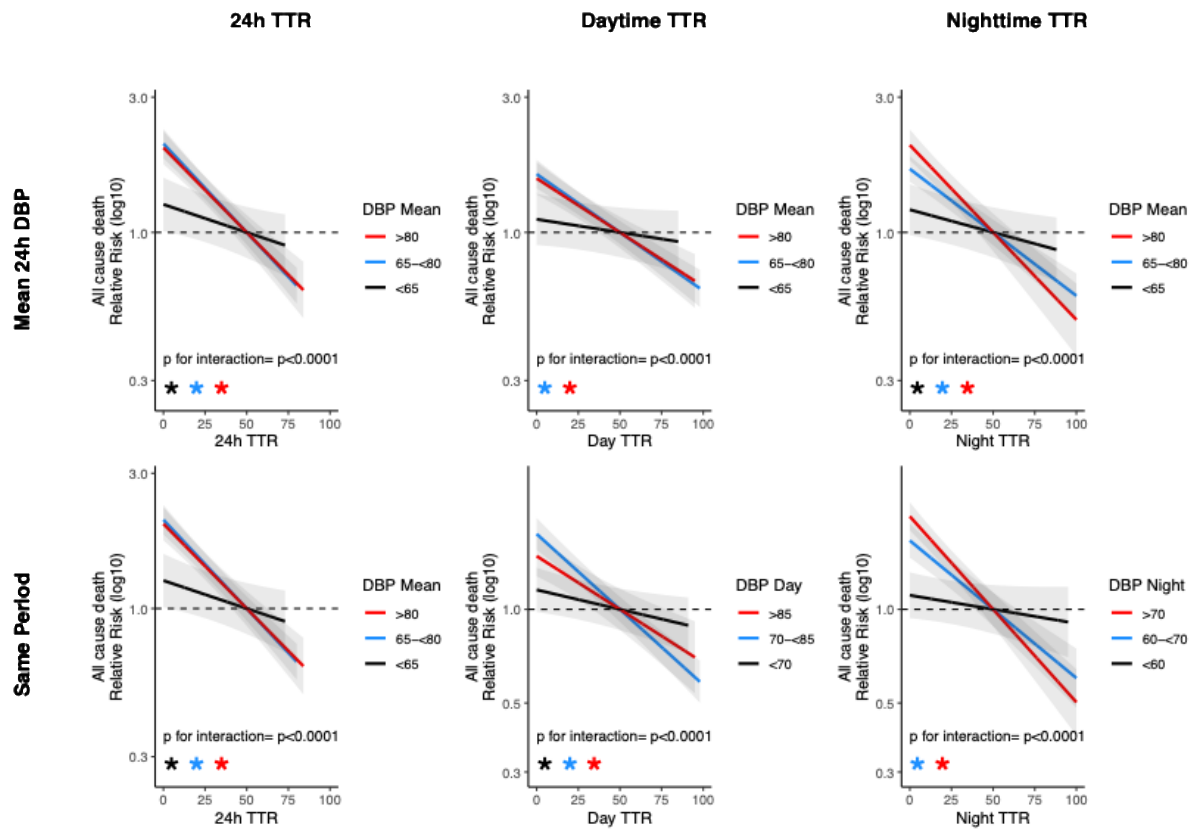 24h TTR
Daytime TTR
Nighttime TTR
Mean 24h DBP
All cause death
Relative Risk (log10)
3.0
1.0
0.3
p for interaction= p<0.0001
* * *
0 25 50 75 100
24h TTR
DBP Mean
>80
65–<80
<65
All cause death
Relative Risk (log10)
3.0
1.0
0.3
p for interaction= p<0.0001
* *
0 25 50 75 100
Day TTR
DBP Mean
>80
65–<80
<65
All cause death
Relative Risk (log10)
3.0
1.0
0.3
p for interaction= p<0.0001
* * *
0 25 50 75 100
Night TTR
DBP Mean
>80
65–<80
<65
Same Period
All cause death
Relative Risk (log10)
3.0
1.0
0.3
p for interaction= p<0.0001
* * *
0 25 50 75 100
24h TTR
DBP Mean
>80
65–<80
<65
All cause death
Relative Risk (log10)
1.0
0.5
0.3
p for interaction= p<0.0001
* * *
0 25 50 75 100
Day TTR
DBP Day
>85
70–<85
<70
All cause death
Relative Risk (log10)
1.0
0.5
0.3
p for interaction= p<0.0001
* *
0 25 50 75 100
Night TTR
DBP Night
>70
60–<70
<60